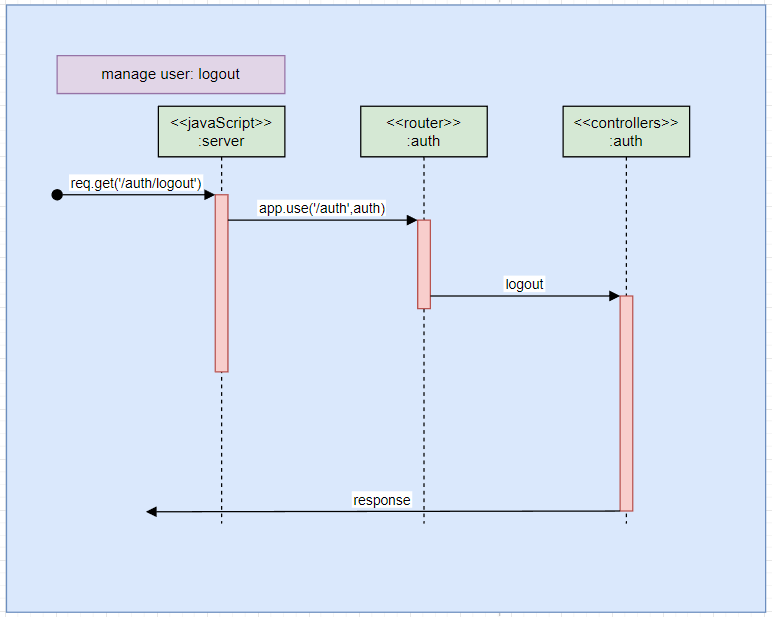 manage user: logout
<<javaScript>>
:server
<<router>>
:auth
<<controllers>>
:auth
req.get('/auth/logout')
app.use('/auth',auth)
logout
response